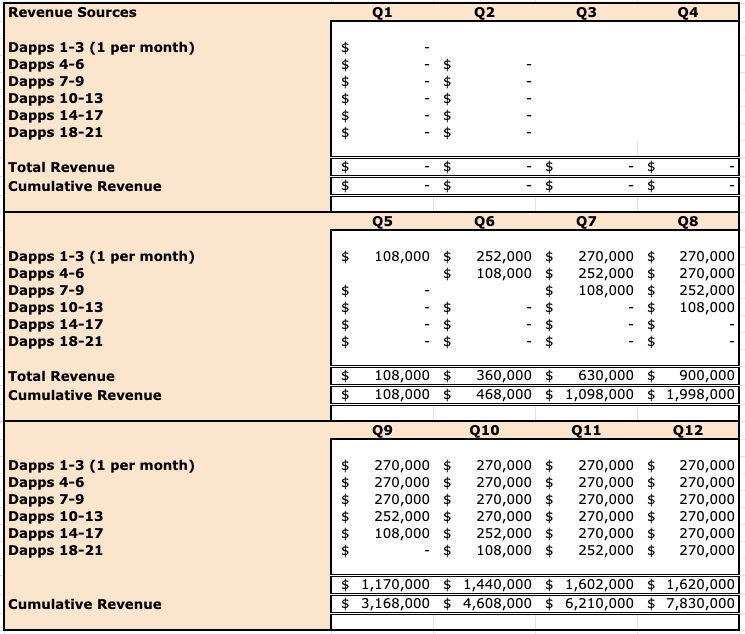 Revenue Sources Q1 Q2 Q3 Q4
Dapps 1-3 (1 per month) $ -
Dapps 4-6 $ - $ -
Dapps 7-9 $ - $ -
Dapps 10-13 $ - $ -
Dapps 14-17 $ - $ -
Dapps 18-21 $ - $ -
Total Revenue $ - $ - $ - $ -
Cumulative Revenue $ - $ - $ - $ -
Q5 Q6 Q7 Q8
Dapps 1-3 (1 per month) $ 108,000 $ 252,000 $ 270,000 $ 270,000
Dapps 4-6 $ 108,000 $ 252,000 $ 270,000
Dapps 7-9 $ - $ 108,000 $ 252,000
Dapps 10-13 $ - $ - $ - $ 108,000
Dapps 14-17 $ - $ - $ - $ -
Dapps 18-21 $ - $ - $ - $ -
Total Revenue $ 108,000 $ 360,000 $ 630,000 $ 900,000
Cumulative Revenue $ 108,000 $ 468,000 $ 1,098,000 $ 1,998,000
Q9 Q10 Q11 Q12
Dapps 1-3 (1 per month) $ 270,000 $ 270,000 $ 270,000 $ 270,000
Dapps 4-6 $ 270,000 $ 270,000 $ 270,000 $ 270,000
Dapps 7-9 $ 270,000 $ 270,000 $ 270,000 $ 270,000
Dapps 10-13 $ 252,000 $ 270,000 $ 270,000 $ 270,000
Dapps 14-17 $ 108,000 $ 252,000 $ 270,000 $ 270,000
Dapps 18-21 $ - $ 108,000 $ 252,000 $ 270,000
$ 1,170,000 $ 1,440,000 $ 1,602,000 $ 1,620,000
Cumulative Revenue $ 3,168,000 $ 4,608,000 $ 6,210,000 $ 7,830,000